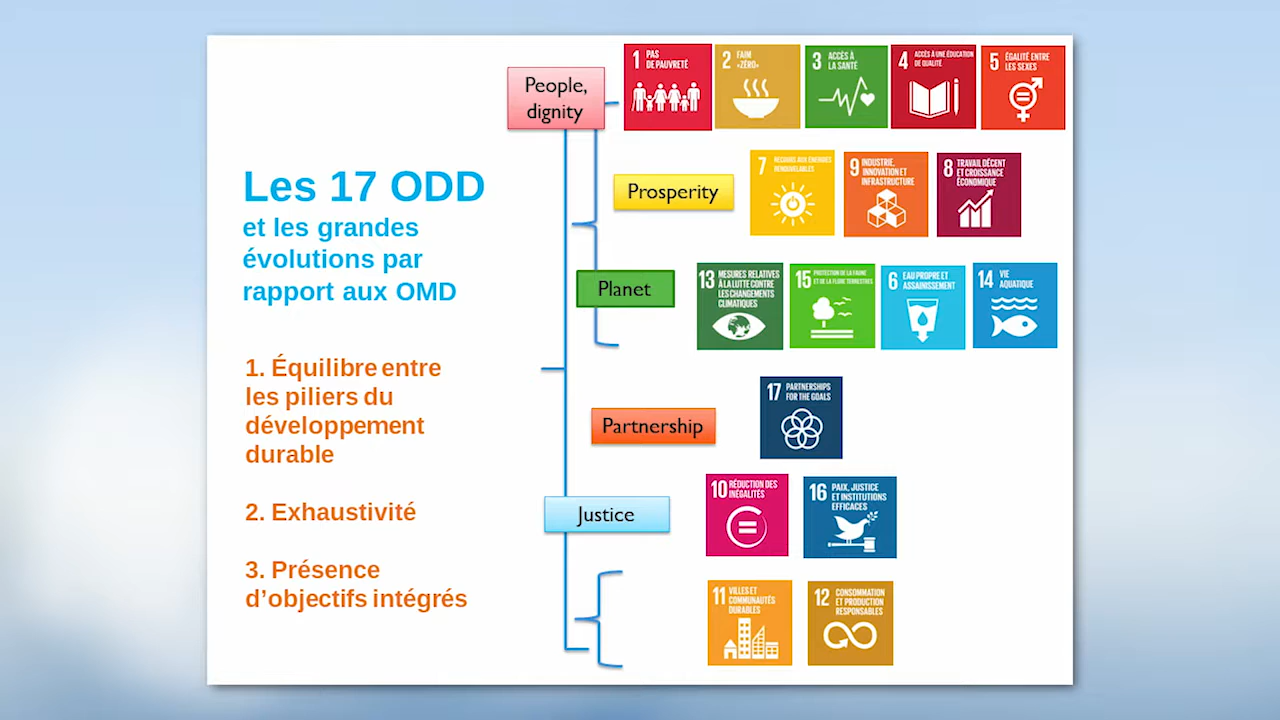 Les 17 ODD
et les grandes
évolutions par
rapport aux OMD
1. Équilibre entre
les piliers du
développement
durable
2. Exhaustivité
3. Présence
d’objectifs intégrés
People,
dignity
1 PAS
DE PAUVRETÉ
2 FAIM
«ZÉRO»
3 ACCÈS À
LA SANTÉ
4 ACCÈS À UNE ÉDUCATION
DE QUALITÉ
5 ÉGALITÉ ENTRE
LES SEXES
Prosperity
7 RECOURS AUX ÉNERGIES
RENOUVELABLES
9 INDUSTRIE,
INNOVATION ET
INFRASTRUCTURE
8 TRAVAIL DÉCENT
ET CROISSANCE
ÉCONOMIQUE
Planet
13 MESURES RELATIVES
À LA LUTTE CONTRE
LES CHANGEMENTS
CLIMATIQUES
15 PROTECTION DE LA FAUNE
ET DE LA FLORE TERRESTRES
6 EAU PROPRE ET
ASSAINISSEMENT
14 VIE
AQUATIQUE
Partnership
17 PARTNERSHIPS
FOR THE GOALS
Justice
10 RÉDUCTION DES
INÉGALITÉS
16 PAIX, JUSTICE
ET INSTITUTIONS
EFFICACES
11 VILLES ET
COMMUNAUTÉS
DURABLES
12 CONSOMMATION
ET PRODUCTION
RESPONSABLES